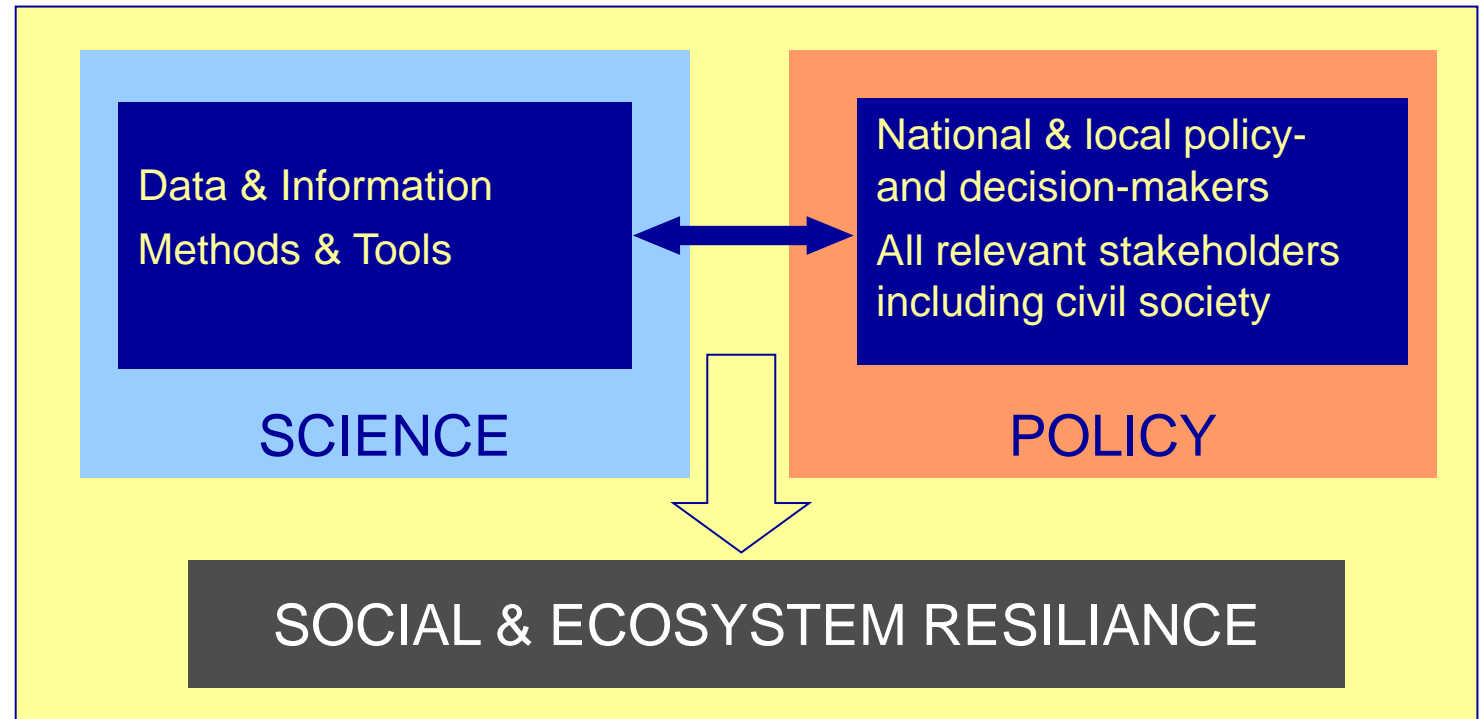 Data & Information
Methods & Tools
SCIENCE
National & local policy-
and decision-makers
All relevant stakeholders
including civil society
POLICY
SOCIAL & ECOSYSTEM RESILIANCE